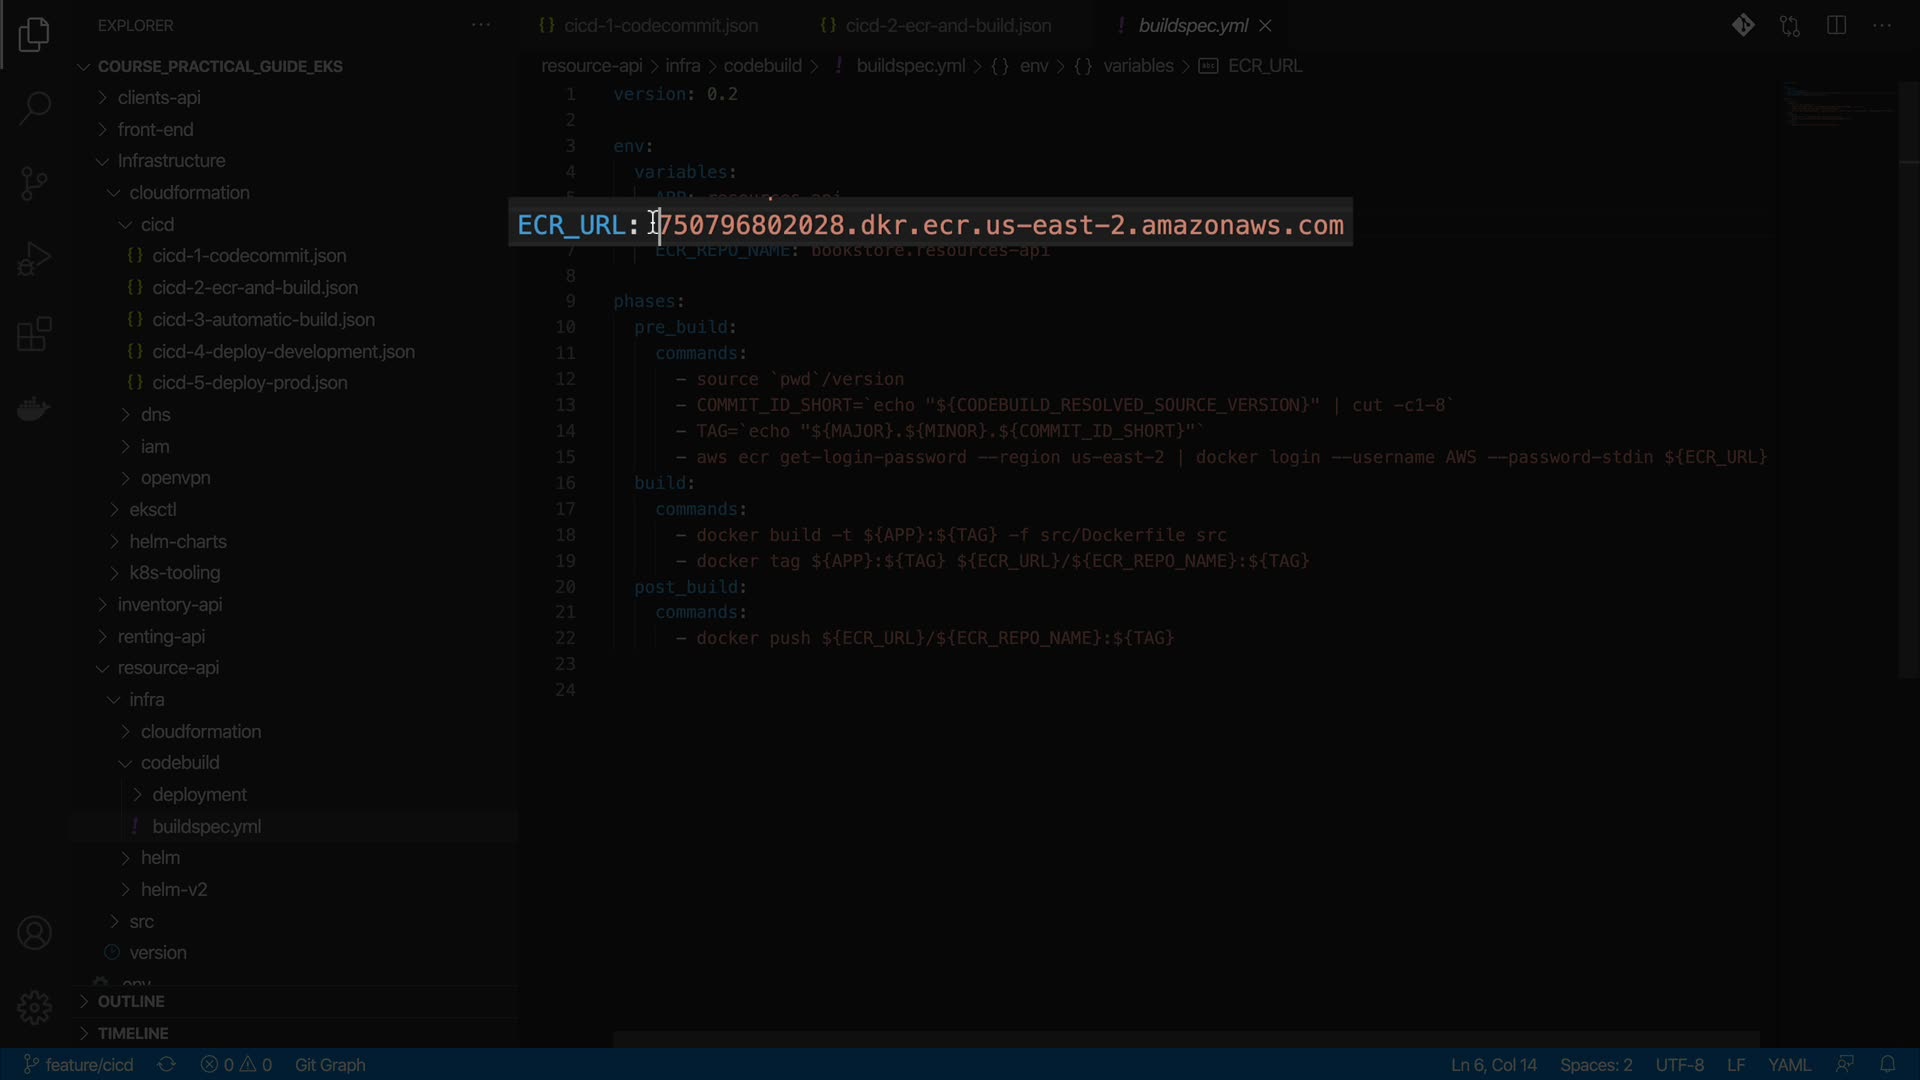 EXPLORER
COURSE_PRACTICAL_GUIDE_EKS
clients-api
front-end
Infrastructure
cloudformation
cicd
cicd-1-codecommit.json
cicd-2-ecr-and-build.json
cicd-3-automatic-build.json
cicd-4-deploy-development.json
cicd-5-deploy-prod.json
dns
iam
openvpn
eksctl
helm-charts
k8s-tooling
inventory-api
renting-api
resource-api
infra
cloudformation
codebuild
deployment
! buildspec.yml
helm
helm-v2
src
version
OUTLINE
TIMELINE
{} cicd-1-codecommit.json {} cicd-2-ecr-and-build.json ! buildspec.yml
resource-api > infra > codebuild > ! buildspec.yml > {} env > {} variables > abc ECR_URL
1 version: 0.2
2
3 env:
4 variables:
5 APP: resources-api
ECR_URL: 750796802028.dkr.ecr.us-east-2.amazonaws.com
7 ECR_REPO_NAME: bookstore.resources-api
8
9 phases:
10 pre_build:
11 commands:
12 - source `pwd`/version
13 - COMMIT_ID_SHORT=`echo "${CODEBUILD_RESOLVED_SOURCE_VERSION}" | cut -c1-8`
14 - TAG=`echo "${MAJOR}.${MINOR}.${COMMIT_ID_SHORT}"`
15 - aws ecr get-login-password --region us-east-2 | docker login --username AWS --password-stdin ${ECR_URL}
16 build:
17 commands:
18 - docker build -t ${APP}:${TAG} -f src/Dockerfile src
19 - docker tag ${APP}:${TAG} ${ECR_URL}/${ECR_REPO_NAME}:${TAG}
20 post_build:
21 commands:
22 - docker push ${ECR_URL}/${ECR_REPO_NAME}:${TAG}
23
24
feature/cicd 0 0 Git Graph Ln 6, Col 14 Spaces: 2 UTF-8 LF YAML